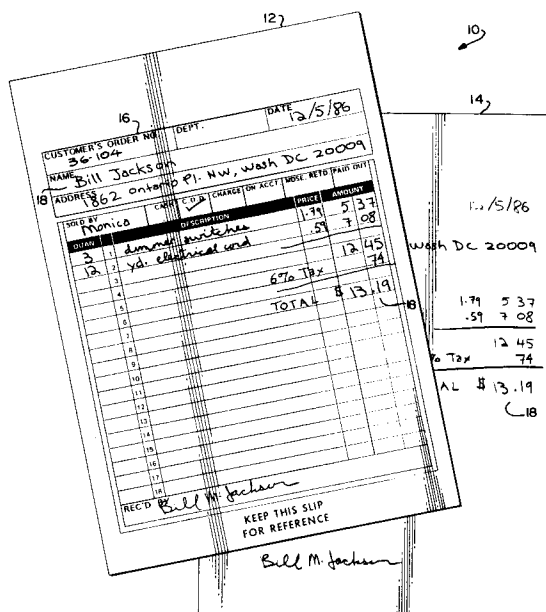 12
10
14
16
CUSTOMER'S ORDER NO. DEPT. DATE
36-104 12/5/86
NAME Bill Jackson
18
ADDRESS 1862 Ontario Pl. NW, Wash DC 20009
SOLD BY CASH C.O.D. CHARGE ON ACCT. MDSE. RETD. PAID OUT
Monica
QUAN. DESCRIPTION PRICE AMOUNT
3 1 dimmer switches 1.79 5 37
12 2 yd. electrical cord .59 7 08
3
4 12 45
5 6% Tax 74
6 TOTAL $ 13.19
18
7
8
9
10
11
12
13
14
15
16
17
18
REC'D BY Bill M. Jackson
KEEP THIS SLIP
FOR REFERENCE
12/5/86
Wash DC 20009
1.79 5 37
.59 7 08
12 45
% Tax 74
AL $ 13.19
18
Bill M. Jackson